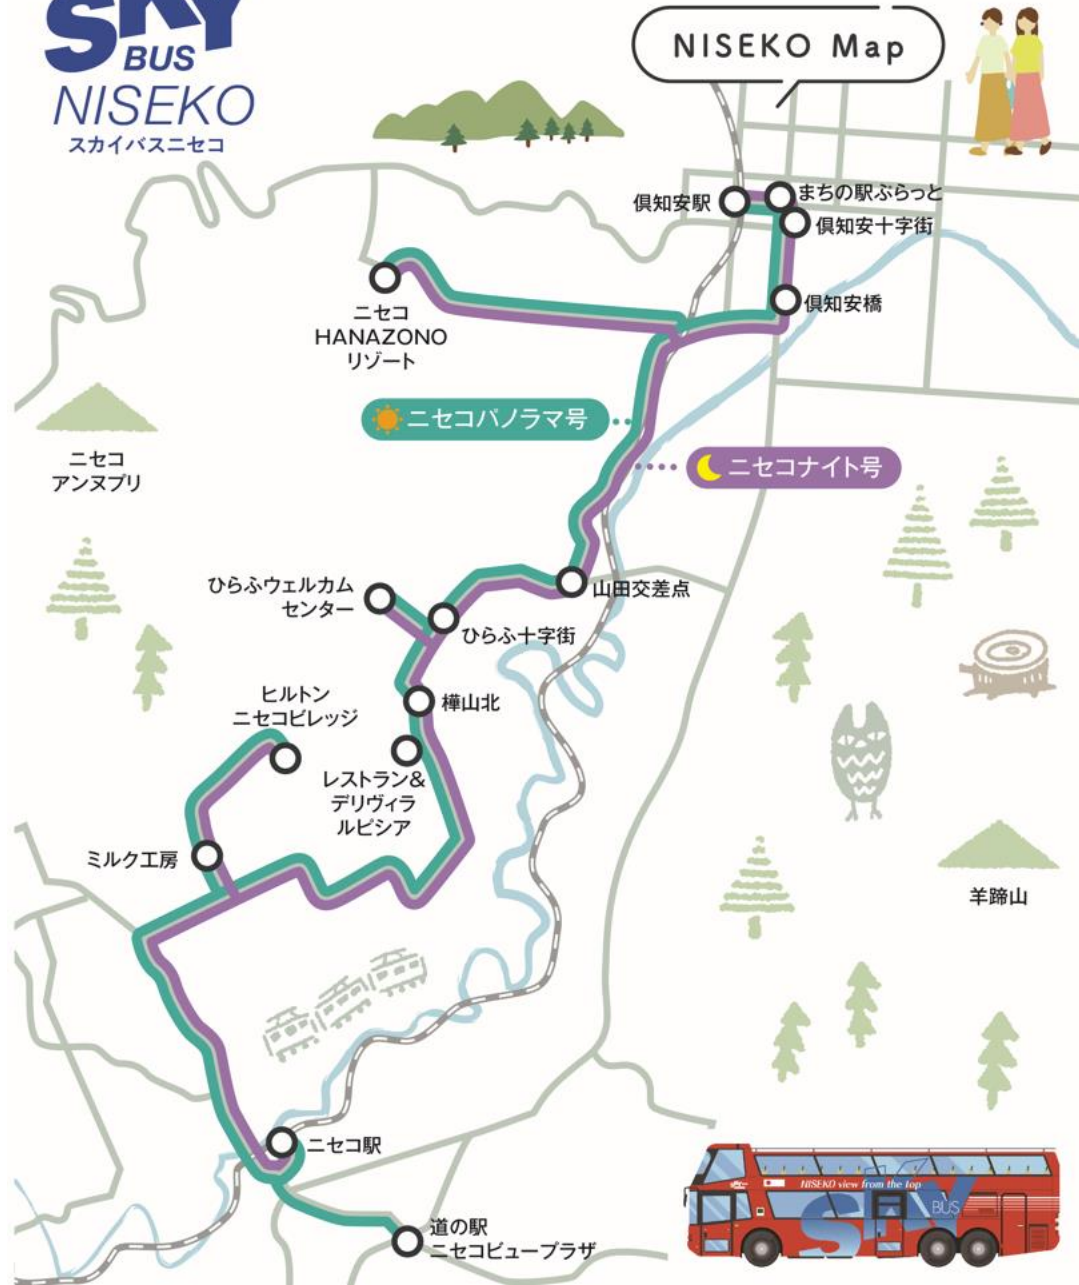 SKY
BUS
NISEKO
スカイバスニセコ
NISEKO Map
倶知安駅
まちの駅ぷらっと
倶知安十字街
倶知安橋
ニセコ
HANAZONO
リゾート
ニセコパノラマ号
ニセコナイト号
ニセコ
アンヌプリ
山田交差点
ひらふウェルカム
センター
ひらふ十字街
樺山北
ヒルトン
ニセコビレッジ
レストラン&
デリヴィラ
ルピシア
ミルク工房
羊蹄山
ニセコ駅
道の駅
ニセコビュープラザ
NISEKO view from the top
SKY
BUS